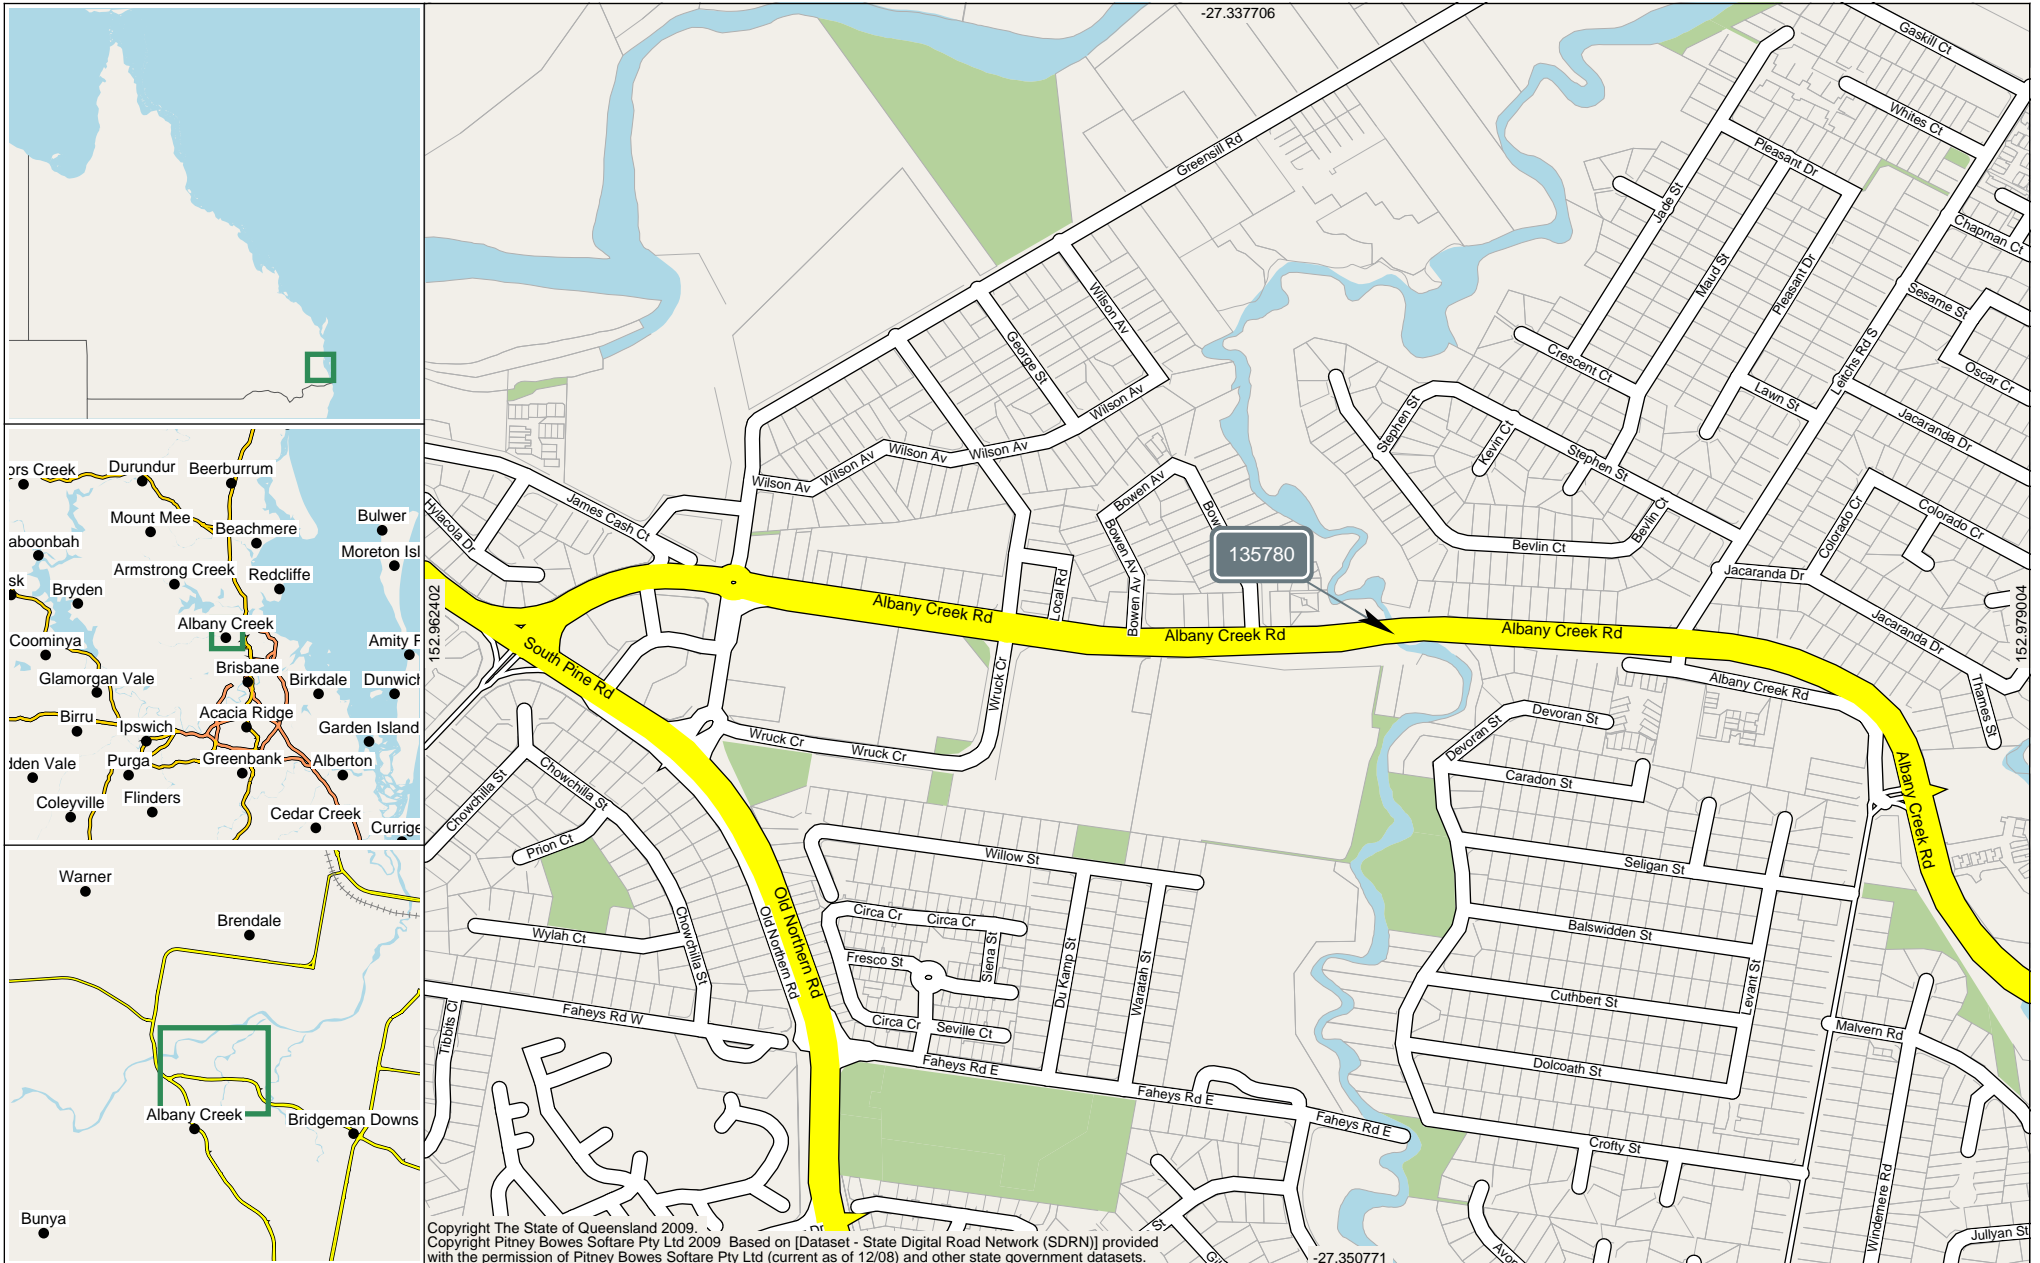 -27.337706
152.962402
152.979004
-27.350771
135780
Gaskill Ct
Whites Ct
Pleasant Dr
Jade St
Chapman Ct
Greensill Rd
Maud St
Pleasant Dr
Sesame St
Wilson Av
George St
Crescent Ct
Leitchs Rd S
Oscar Cr
Lawn St
Wilson Av
Stephen St
Kevin Ct
Jacaranda Dr
Wilson Av
Wilson Av
Wilson Av
Wilson Av
Stephen St
Bowen Av
Bowen Av
Colorado Cr
Colorado Cr
Bevlin Ct
Bevlin Ct
Hylacola Dr
James Cash Ct
Jacaranda Dr
Local Rd
Bowen Av
Albany Creek Rd
Albany Creek Rd
Albany Creek Rd
Jacaranda Dr
South Pine Rd
Wruck Cr
Albany Creek Rd
Thames St
Devoran St
Devoran St
Wruck Cr
Wruck Cr
Caradon St
Albany Creek Rd
Chowchilla St
Chowchilla St
Prion Ct
Willow St
Seligan St
Circa Cr
Circa Cr
Old Northern Rd
Old Northern Rd
Chowchilla St
Wylah Ct
Balswidden St
Fresco St
Siena St
Du Kamp St
Waratah St
Levant St
Cuthbert St
Faheys Rd W
Tibbits Cl
Circa Cr
Seville Ct
Malvern Rd
Faheys Rd E
Dolcoath St
Faheys Rd E
Faheys Rd E
Crofty St
Windemere Rd
Jullyan St
Durundur
Beerburrum
Mount Mee
Beachmere
Bulwer
Armstrong Creek
Redcliffe
Bryden
Albany Creek
Coominya
Brisbane
Glamorgan Vale
Birkdale
Birru
Ipswich
Acacia Ridge
Garden Island
Purga
Greenbank
Alberton
Coleyville
Flinders
Cedar Creek
Warner
Brendale
Albany Creek
Bridgeman Downs
Bunya
Copyright The State of Queensland 2009.
Copyright Pitney Bowes Softare Pty Ltd 2009 Based on [Dataset - State Digital Road Network (SDRN)] provided
with the permission of Pitney Bowes Softare Pty Ltd (current as of 12/08) and other state government datasets.